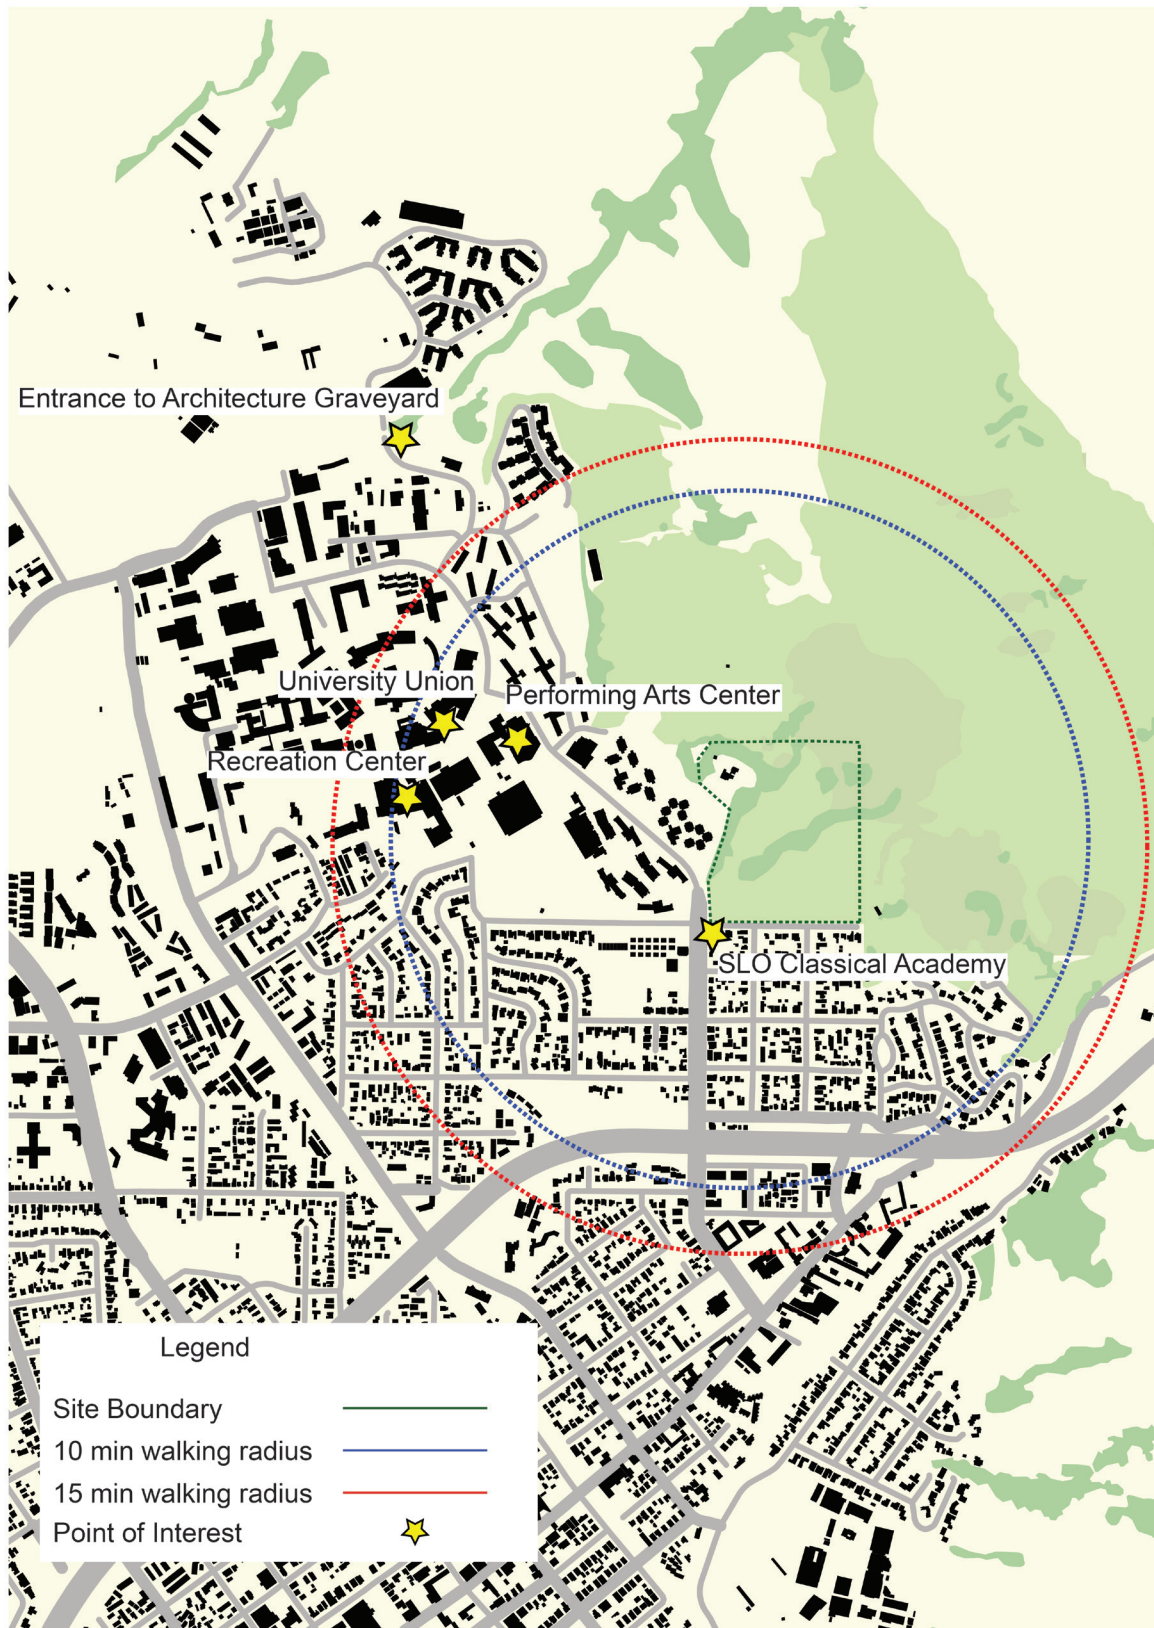 Entrance to Architecture Graveyard
University Union
Performing Arts Center
Recreation Center
SLO Classical Academy
Legend
Site Boundary
10 min walking radius
15 min walking radius
Point of Interest